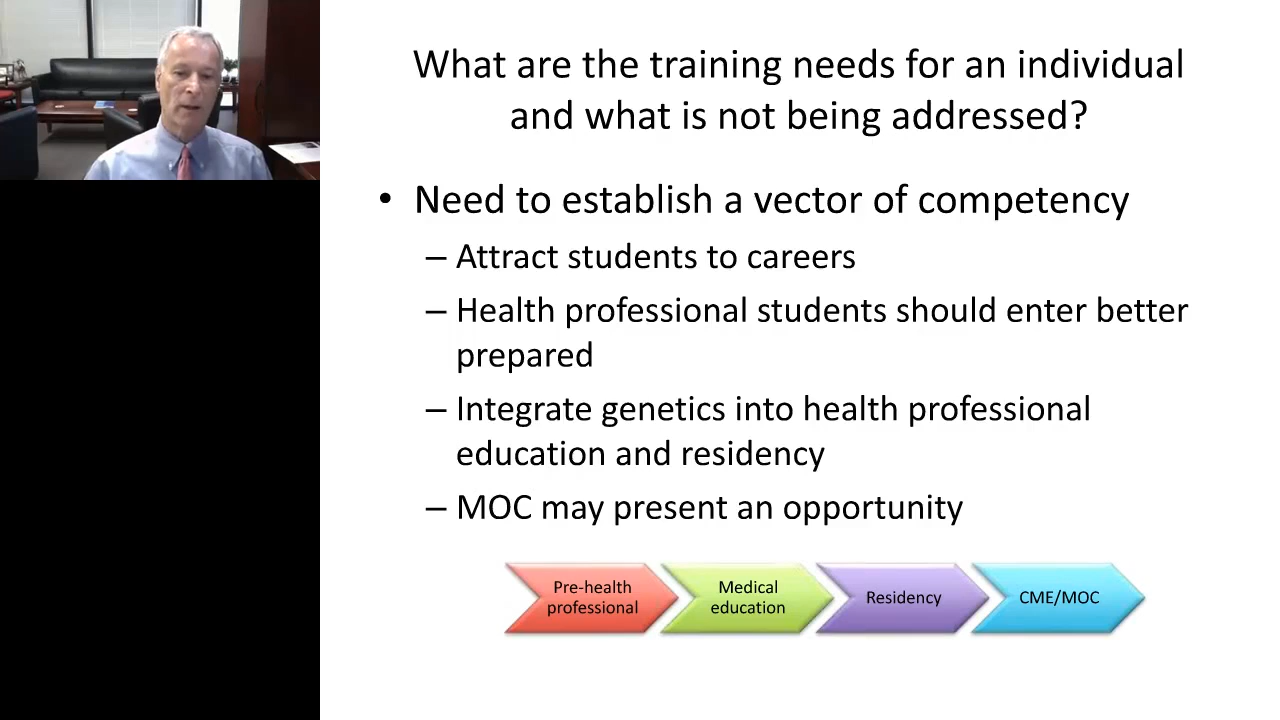 What are the training needs for an individual
and what is not being addressed?
• Need to establish a vector of competency
– Attract students to careers
– Health professional students should enter better
prepared
– Integrate genetics into health professional
education and residency
– MOC may present an opportunity
Pre-health
professional
Medical
education
Residency
CME/MOC